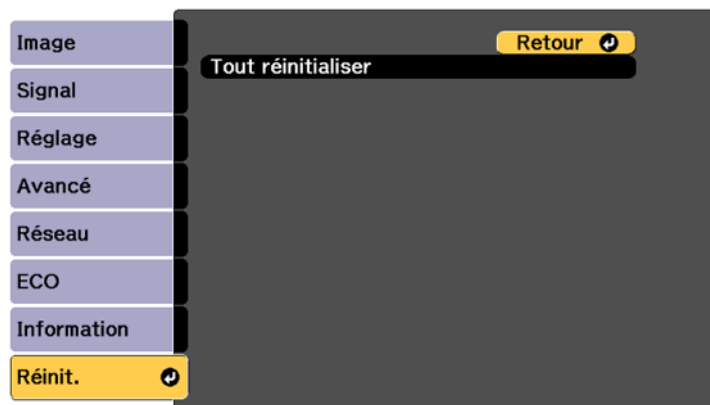 Image
Signal
Réglage
Avancé
Réseau
ECO
Information
Réinit.
Retour
Tout réinitialiser